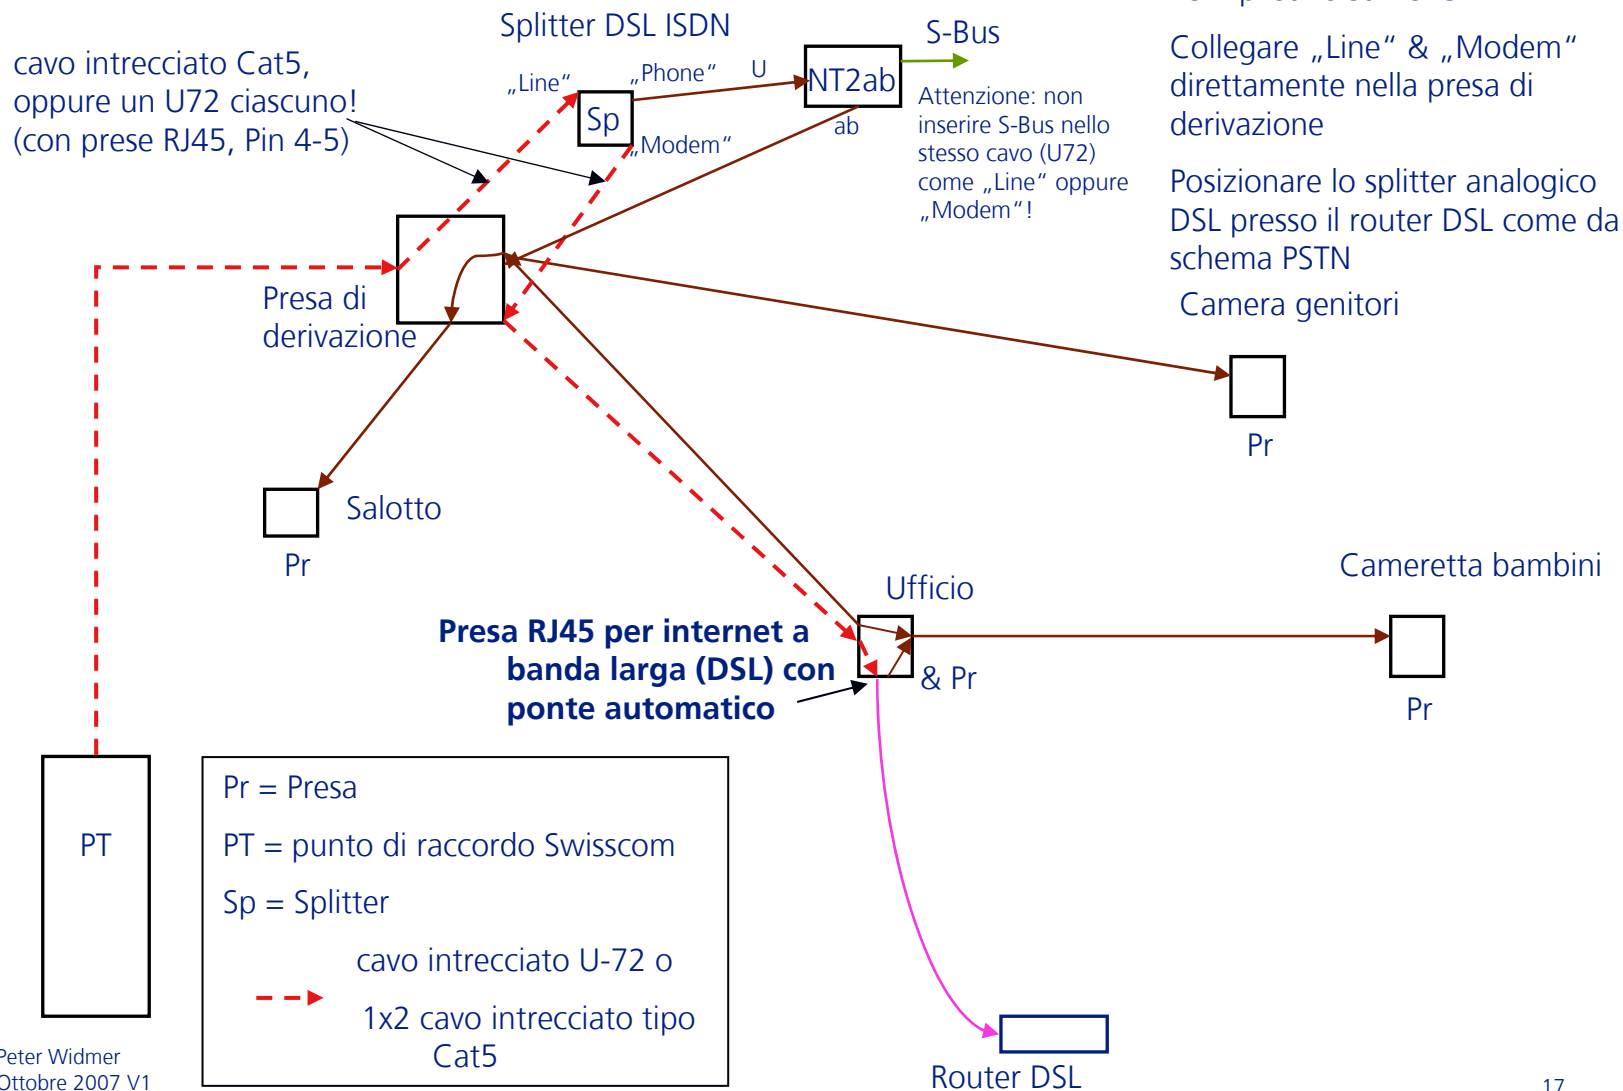 Splitter DSL ISDN
S-Bus
cavo intrecciato Cat5,
oppure un U72 ciascuno!
(con prese RJ45, Pin 4-5)
„Line“
„Phone“
U
NT2ab
Sp
ab
„Modem“
Attenzione: non
inserire S-Bus nello
stesso cavo (U72)
come „Line“ oppure
„Modem“!
Collegare „Line“ & „Modem“
direttamente nella presa di
derivazione
Posizionare lo splitter analogico
DSL presso il router DSL come da
schema PSTN
Camera genitori
Presa di
derivazione
Pr
Salotto
Pr
Ufficio
Cameretta bambini
Presa RJ45 per internet a
banda larga (DSL) con
ponte automatico
& Pr
Pr
PT
Pr = Presa
PT = punto di raccordo Swisscom
Sp = Splitter
cavo intrecciato U-72 o
1x2 cavo intrecciato tipo
Cat5
Router DSL
Peter Widmer
Ottobre 2007 V1
17